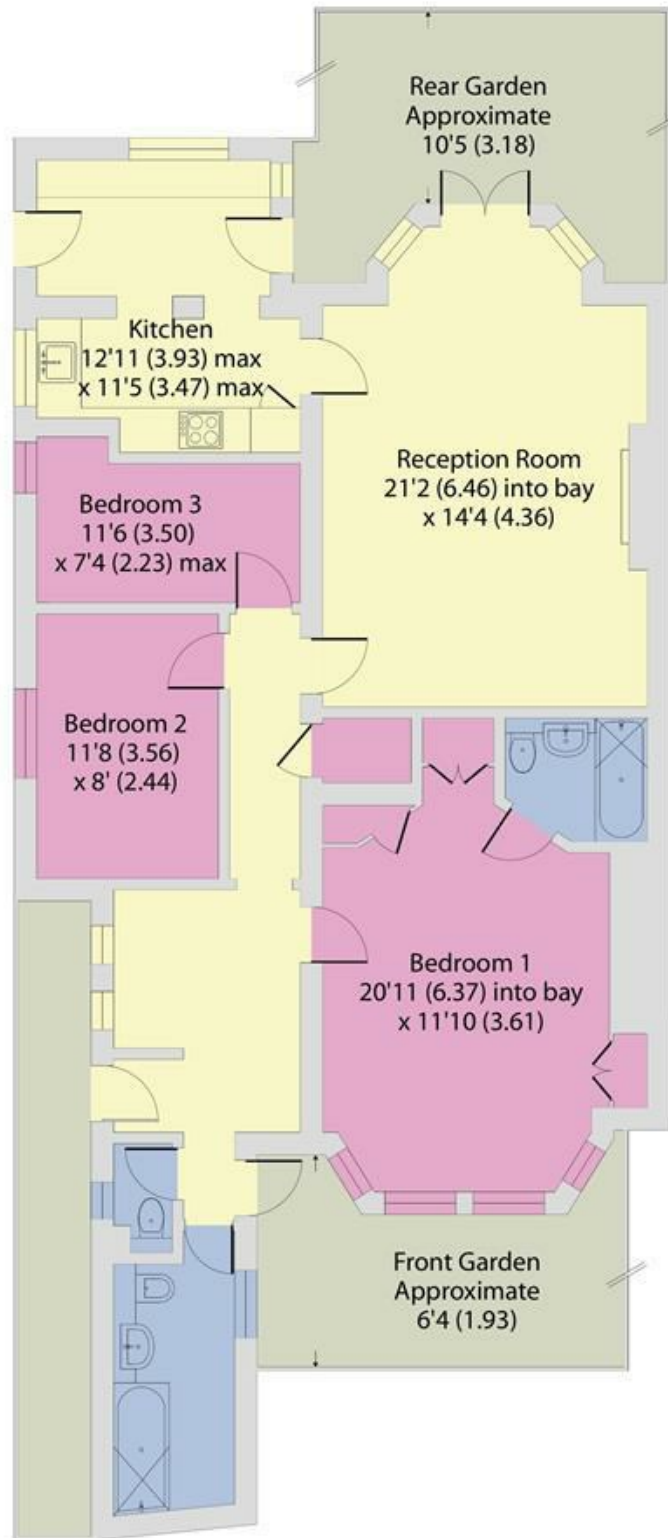 Rear Garden
Approximate
10'5 (3.18)
Kitchen
12'11 (3.93) max
x 11'5 (3.47) max
Reception Room
21'2 (6.46) into bay
x 14'4 (4.36)
Bedroom 3
11'6 (3.50)
x 7'4 (2.23) max
Bedroom 2
11'8 (3.56)
x 8' (2.44)
Bedroom 1
20'11 (6.37) into bay
x 11'10 (3.61)
Front Garden
Approximate
6'4 (1.93)